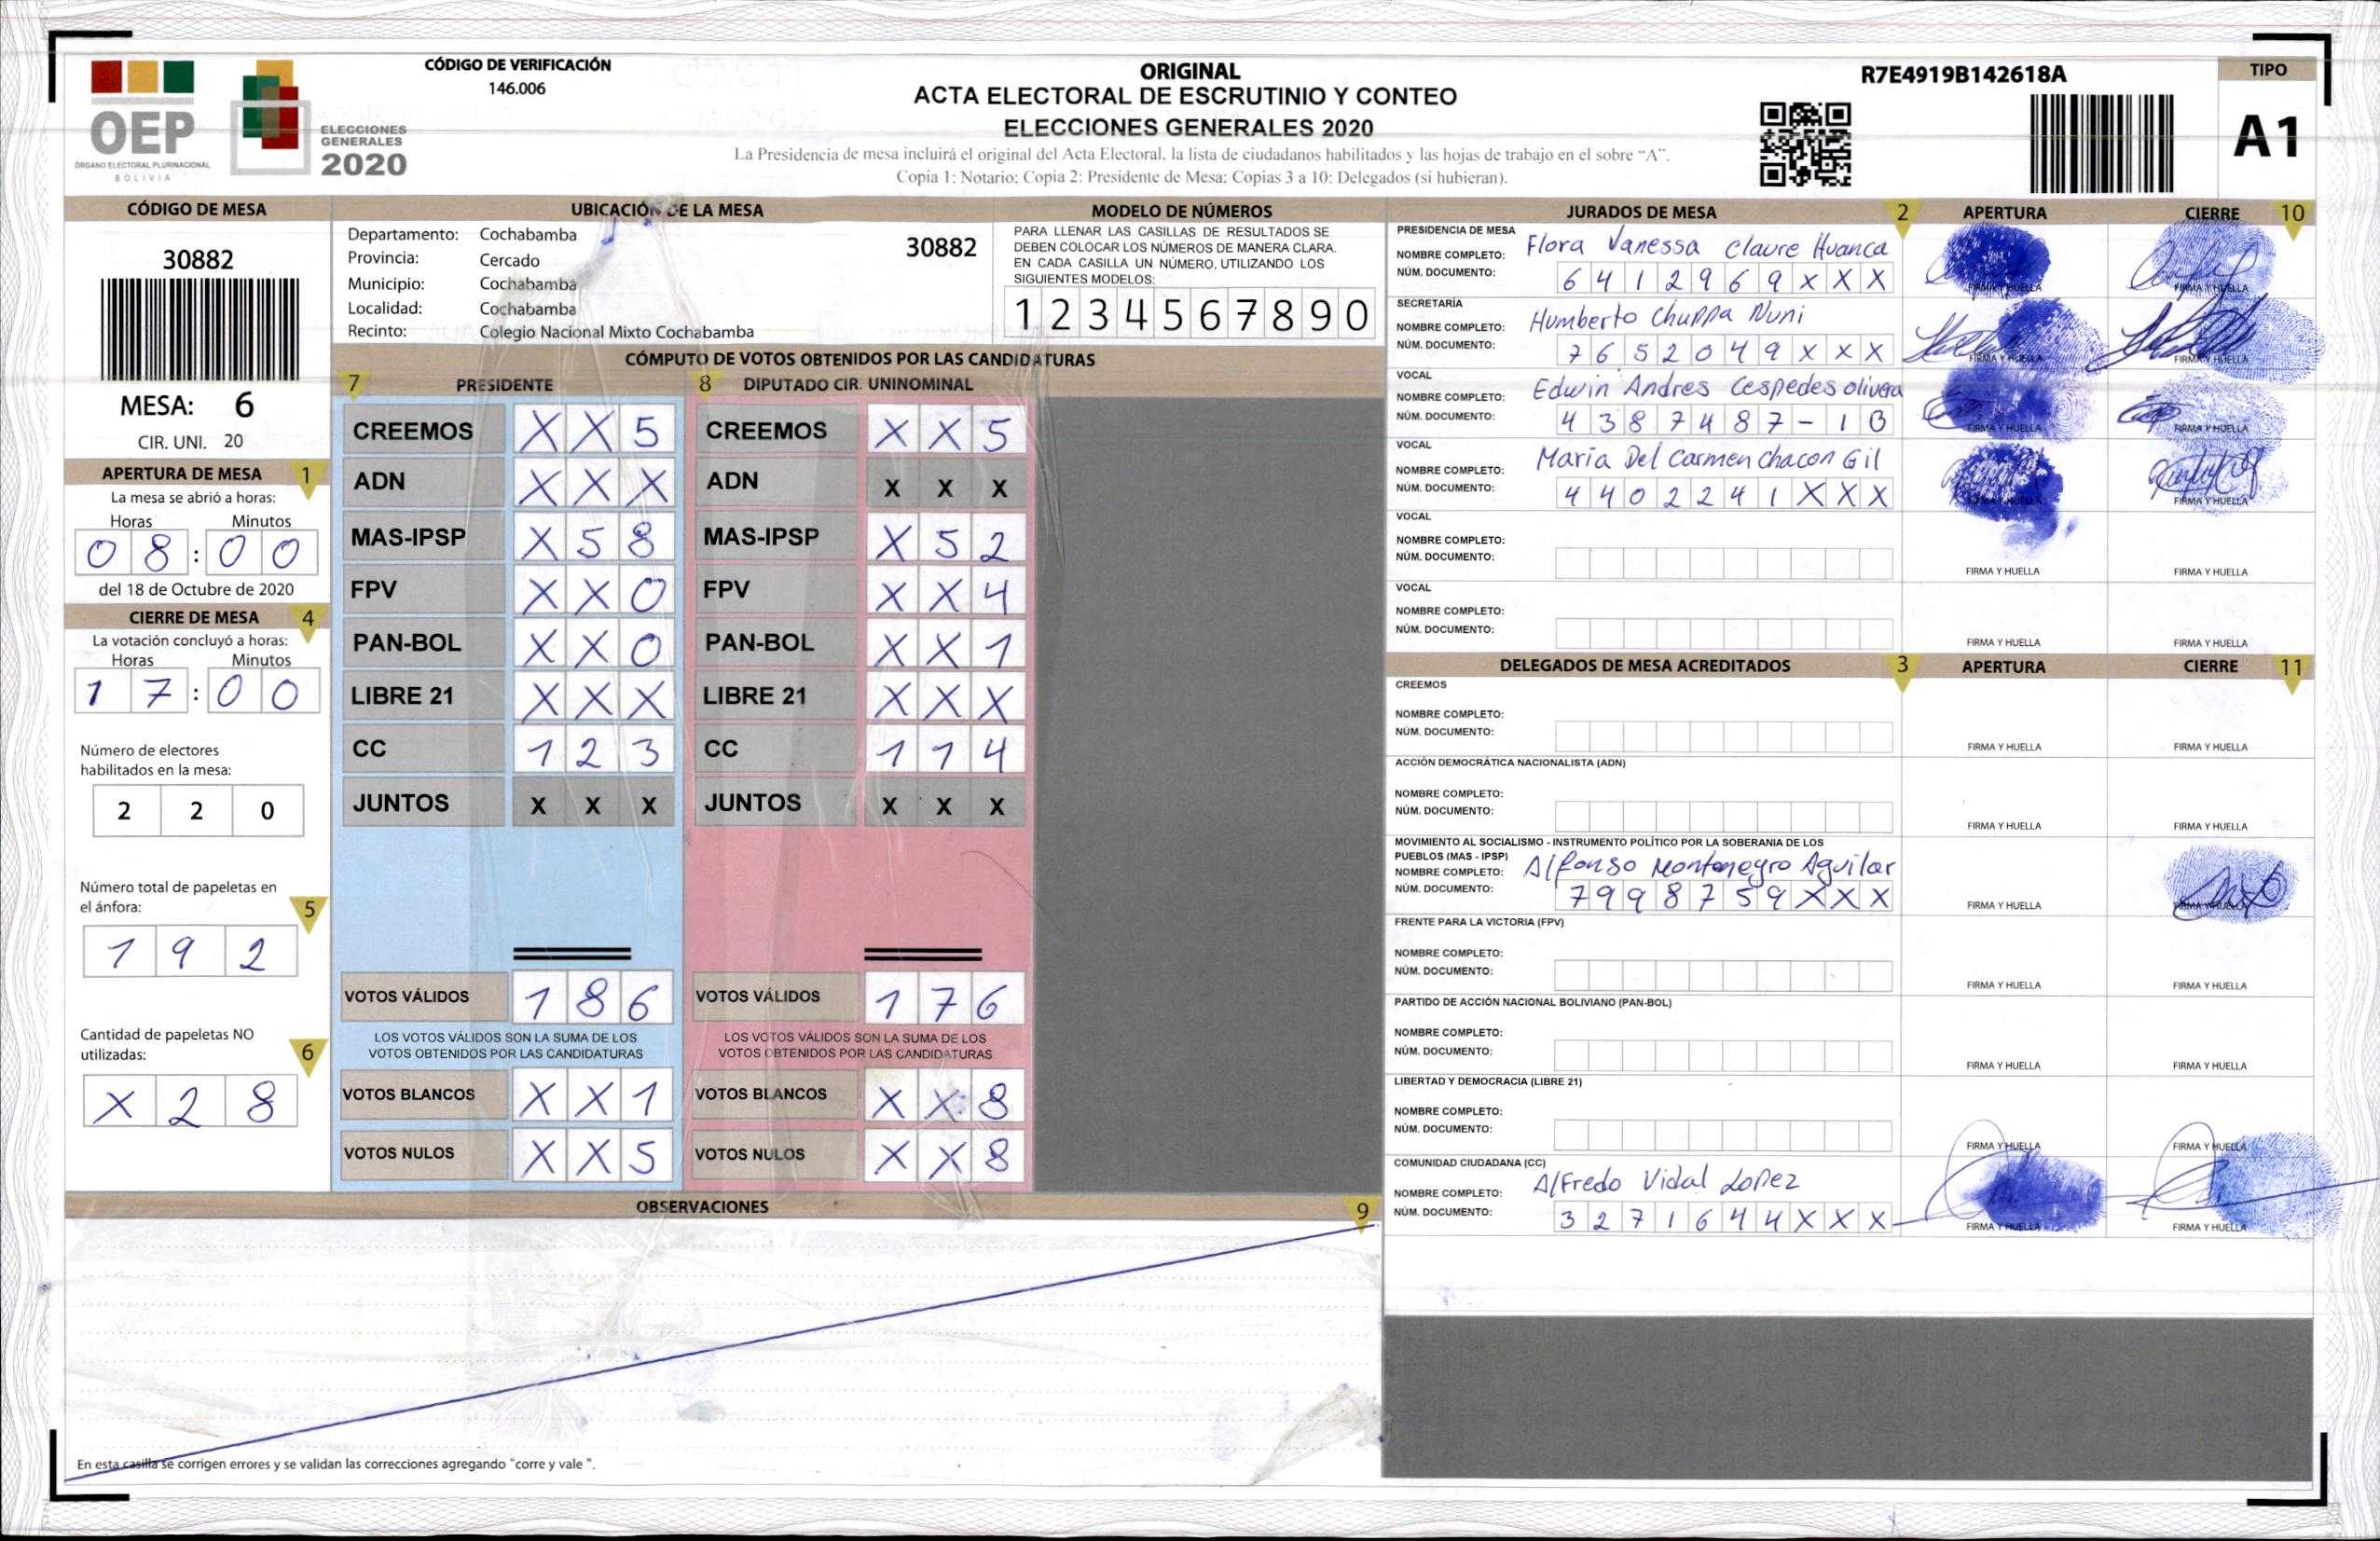 CÓDIGO DE VERIFICACIÓN
146.006
OEP
ÓRGANO ELECTORAL PLURINACIONAL
BOLIVIA
ELECCIONES
GENERALES
2020
ORIGINAL
ACTA ELECTORAL DE ESCRUTINIO Y CONTEO
ELECCIONES GENERALES 2020
La Presidencia de mesa incluirá el original del Acta Electoral, la lista de ciudadanos habilitados y las hojas de trabajo en el sobre “A”.
Copia 1: Notario; Copia 2: Presidente de Mesa; Copias 3 a 10: Delegados (si hubieran).
R7E4919B142618A
TIPO
A1
CÓDIGO DE MESA
30882
MESA: 6
CIR. UNI. 20
APERTURA DE MESA 1
La mesa se abrió a horas:
Horas Minutos
0 8 : 0 0
del 18 de Octubre de 2020
CIERRE DE MESA 4
La votación concluyó a horas:
Horas Minutos
1 7 : 0 0
Número de electores
habilitados en la mesa:
2 2 0
Número total de papeletas en
el ánfora: 5
1 9 2
Cantidad de papeletas NO
utilizadas: 6
X 2 8
UBICACIÓN DE LA MESA
Departamento: Cochabamba
30882
Provincia: Cercado
Municipio: Cochabamba
Localidad: Cochabamba
Recinto: Colegio Nacional Mixto Cochabamba
MODELO DE NÚMEROS
PARA LLENAR LAS CASILLAS DE RESULTADOS SE
DEBEN COLOCAR LOS NÚMEROS DE MANERA CLARA.
EN CADA CASILLA UN NÚMERO, UTILIZANDO LOS
SIGUIENTES MODELOS:
1 2 3 4 5 6 7 8 9 0
CÓMPUTO DE VOTOS OBTENIDOS POR LAS CANDIDATURAS
7 PRESIDENTE 8 DIPUTADO CIR. UNINOMINAL
CREEMOS X X 5 CREEMOS X X 5
ADN X X X ADN X X X
MAS-IPSP X 5 8 MAS-IPSP X 5 2
FPV X X 0 FPV X X 4
PAN-BOL X X 0 PAN-BOL X X 1
LIBRE 21 X X X LIBRE 21 X X X
CC 1 2 3 CC 1 1 4
JUNTOS X X X JUNTOS X X X
VOTOS VÁLIDOS 1 8 6 VOTOS VÁLIDOS 1 7 6
LOS VOTOS VÁLIDOS SON LA SUMA DE LOS LOS VOTOS VÁLIDOS SON LA SUMA DE LOS
VOTOS OBTENIDOS POR LAS CANDIDATURAS VOTOS OBTENIDOS POR LAS CANDIDATURAS
VOTOS BLANCOS X X 1 VOTOS BLANCOS X X 8
VOTOS NULOS X X 5 VOTOS NULOS X X 8
OBSERVACIONES 9
En esta casilla se corrigen errores y se validan las correcciones agregando "corre y vale ".
JURADOS DE MESA 2 APERTURA CIERRE 10
PRESIDENCIA DE MESA
NOMBRE COMPLETO: Flora Vanessa Claure Huanca
NÚM. DOCUMENTO: 6 4 1 2 9 6 9 X X X FIRMA Y HUELLA FIRMA Y HUELLA
SECRETARÍA
NOMBRE COMPLETO: Humberto Chuppa Nuni
NÚM. DOCUMENTO: 7 6 5 2 0 4 9 X X X FIRMA Y HUELLA FIRMA Y HUELLA
VOCAL
NOMBRE COMPLETO: Edwin Andres Cespedes olivera
NÚM. DOCUMENTO: 4 3 8 7 4 8 7 - 1 B FIRMA Y HUELLA FIRMA Y HUELLA
VOCAL
NOMBRE COMPLETO: Maria Del Carmen Chacon Gil
NÚM. DOCUMENTO: 4 4 0 2 2 4 1 X X X FIRMA Y HUELLA FIRMA Y HUELLA
VOCAL
NOMBRE COMPLETO:
NÚM. DOCUMENTO: FIRMA Y HUELLA FIRMA Y HUELLA
VOCAL
NOMBRE COMPLETO:
NÚM. DOCUMENTO: FIRMA Y HUELLA FIRMA Y HUELLA
DELEGADOS DE MESA ACREDITADOS 3 APERTURA CIERRE 11
CREEMOS
NOMBRE COMPLETO:
NÚM. DOCUMENTO: FIRMA Y HUELLA FIRMA Y HUELLA
ACCIÓN DEMOCRÁTICA NACIONALISTA (ADN)
NOMBRE COMPLETO:
NÚM. DOCUMENTO: FIRMA Y HUELLA FIRMA Y HUELLA
MOVIMIENTO AL SOCIALISMO - INSTRUMENTO POLÍTICO POR LA SOBERANIA DE LOS
PUEBLOS (MAS - IPSP)
NOMBRE COMPLETO: Alfonso Montenegro Aguilar
NÚM. DOCUMENTO: 7 9 9 8 7 5 9 X X X FIRMA Y HUELLA FIRMA Y HUELLA
FRENTE PARA LA VICTORIA (FPV)
NOMBRE COMPLETO:
NÚM. DOCUMENTO: FIRMA Y HUELLA FIRMA Y HUELLA
PARTIDO DE ACCIÓN NACIONAL BOLIVIANO (PAN-BOL)
NOMBRE COMPLETO:
NÚM. DOCUMENTO: FIRMA Y HUELLA FIRMA Y HUELLA
LIBERTAD Y DEMOCRACIA (LIBRE 21)
NOMBRE COMPLETO:
NÚM. DOCUMENTO: FIRMA Y HUELLA FIRMA Y HUELLA
COMUNIDAD CIUDADANA (CC)
NOMBRE COMPLETO: Alfredo Vidal Lopez
NÚM. DOCUMENTO: 3 2 7 1 6 4 4 X X X FIRMA Y HUELLA FIRMA Y HUELLA